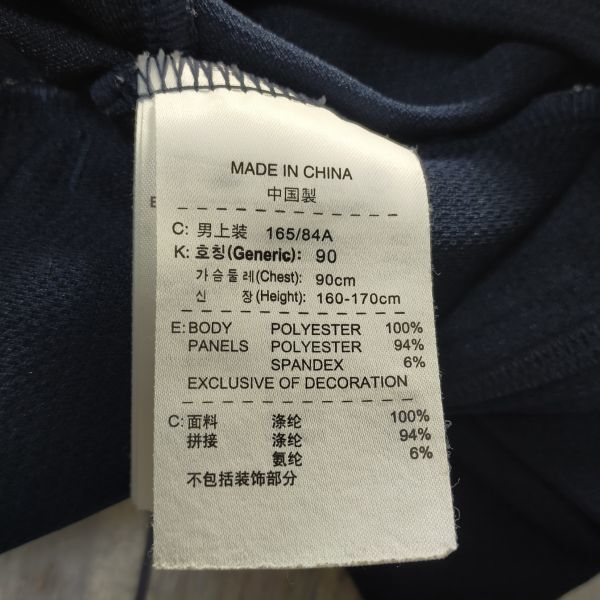 MADE IN CHINA
中国製
C: 男上装 165/84A
K: 호칭(Generic): 90
가슴둘레(Chest): 90cm
신 장(Height): 160-170cm
E: BODY POLYESTER 100%
PANELS POLYESTER 94%
SPANDEX 6%
EXCLUSIVE OF DECORATION
C: 面料 涤纶 100%
拼接 涤纶 94%
氨纶 6%
不包括装饰部分